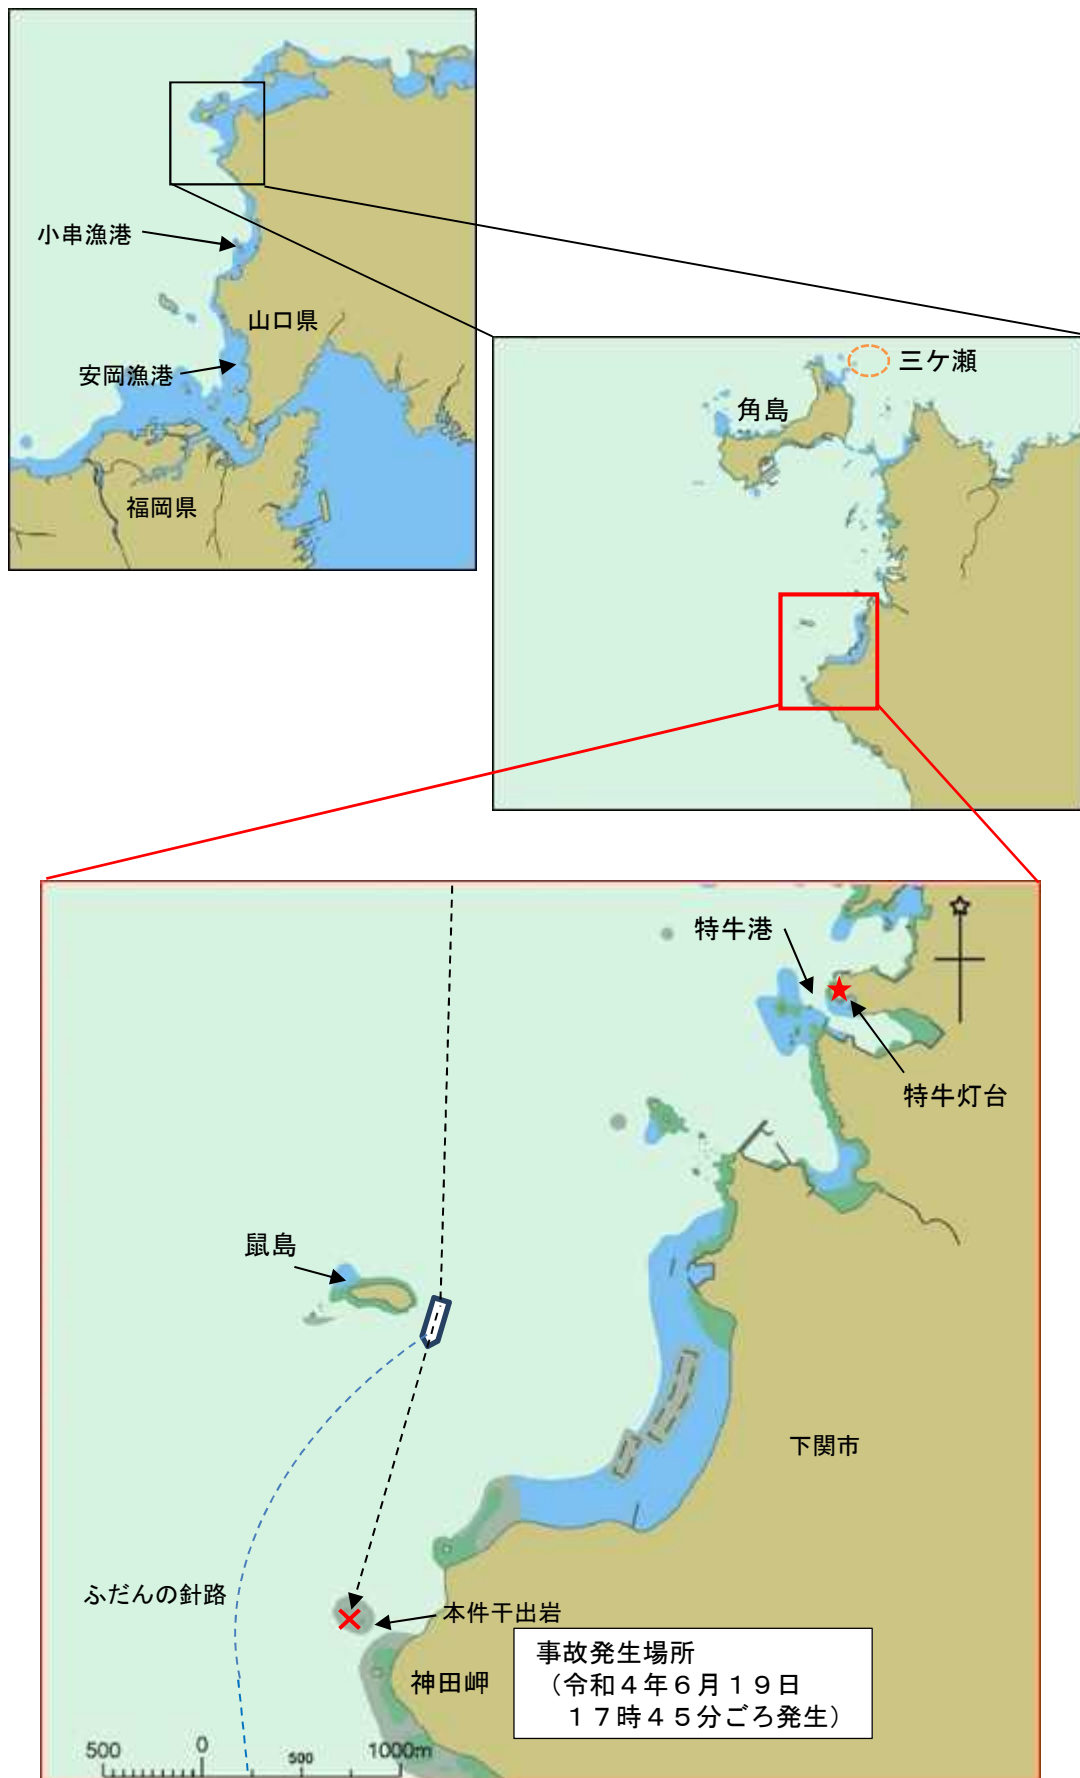 小串漁港
山口県
安岡漁港
福岡県
三ケ瀬
角島
特牛港
特牛灯台
鼠島
下関市
ふだんの針路
本件干出岩
神田岬
事故発生場所
（令和４年６月１９日
１７時４５分ごろ発生）
500 0 500 1000m